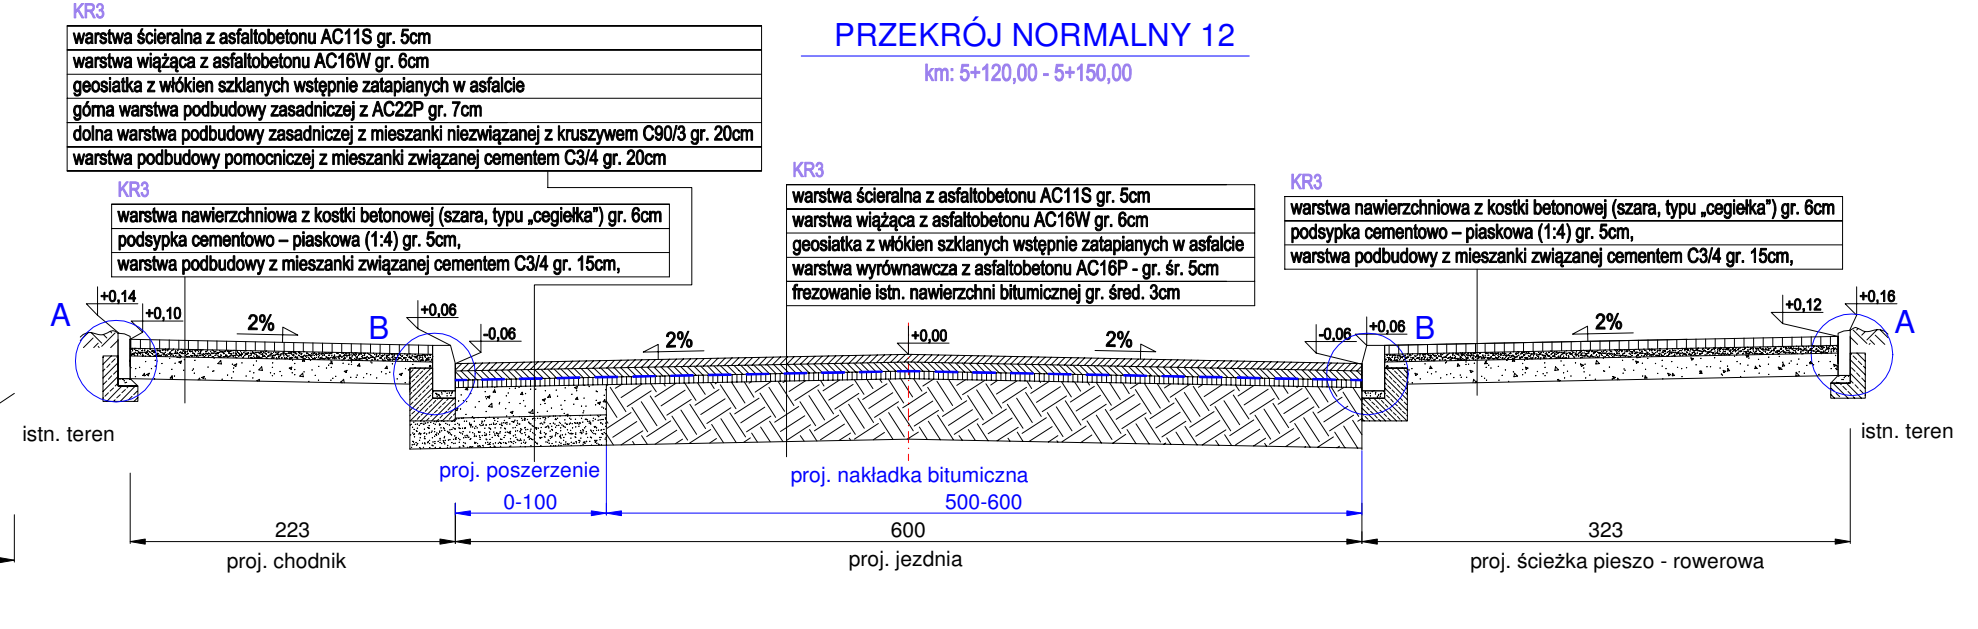 KR3
warstwa ścieralna z asfaltobetonu AC11S gr. 5cm
warstwa wiążąca z asfaltobetonu AC16W gr. 6cm
geosiatka z włókien szklanych wstępnie zatapianych w asfalcie
górna warstwa podbudowy zasadniczej z AC22P gr. 7cm
dolna warstwa podbudowy zasadniczej z mieszanki niezwiązanej z kruszywem C90/3 gr. 20cm
warstwa podbudowy pomocniczej z mieszanki związanej cementem C3/4 gr. 20cm
PRZEKRÓJ NORMALNY 12
km: 5+120,00 - 5+150,00
KR3
warstwa nawierzchniowa z kostki betonowej (szara, typu „cegiełka”) gr. 6cm
podsypka cementowo – piaskowa (1:4) gr. 5cm,
warstwa podbudowy z mieszanki związanej cementem C3/4 gr. 15cm,
KR3
warstwa ścieralna z asfaltobetonu AC11S gr. 5cm
warstwa wiążąca z asfaltobetonu AC16W gr. 6cm
geosiatka z włókien szklanych wstępnie zatapianych w asfalcie
warstwa wyrównawcza z asfaltobetonu AC16P - gr. śr. 5cm
frezowanie istn. nawierzchni bitumicznej gr. śred. 3cm
KR3
warstwa nawierzchniowa z kostki betonowej (szara, typu „cegiełka”) gr. 6cm
podsypka cementowo – piaskowa (1:4) gr. 5cm,
warstwa podbudowy z mieszanki związanej cementem C3/4 gr. 15cm,
A +0,14 +0,10 2% B +0,06 -0,06 2% +0,00 2% -0,06 +0,06 B 2% +0,12 +0,16 A
istn. teren
istn. teren
proj. poszerzenie
proj. nakładka bitumiczna
0-100
500-600
223
600
323
proj. chodnik
proj. jezdnia
proj. ścieżka pieszo - rowerowa